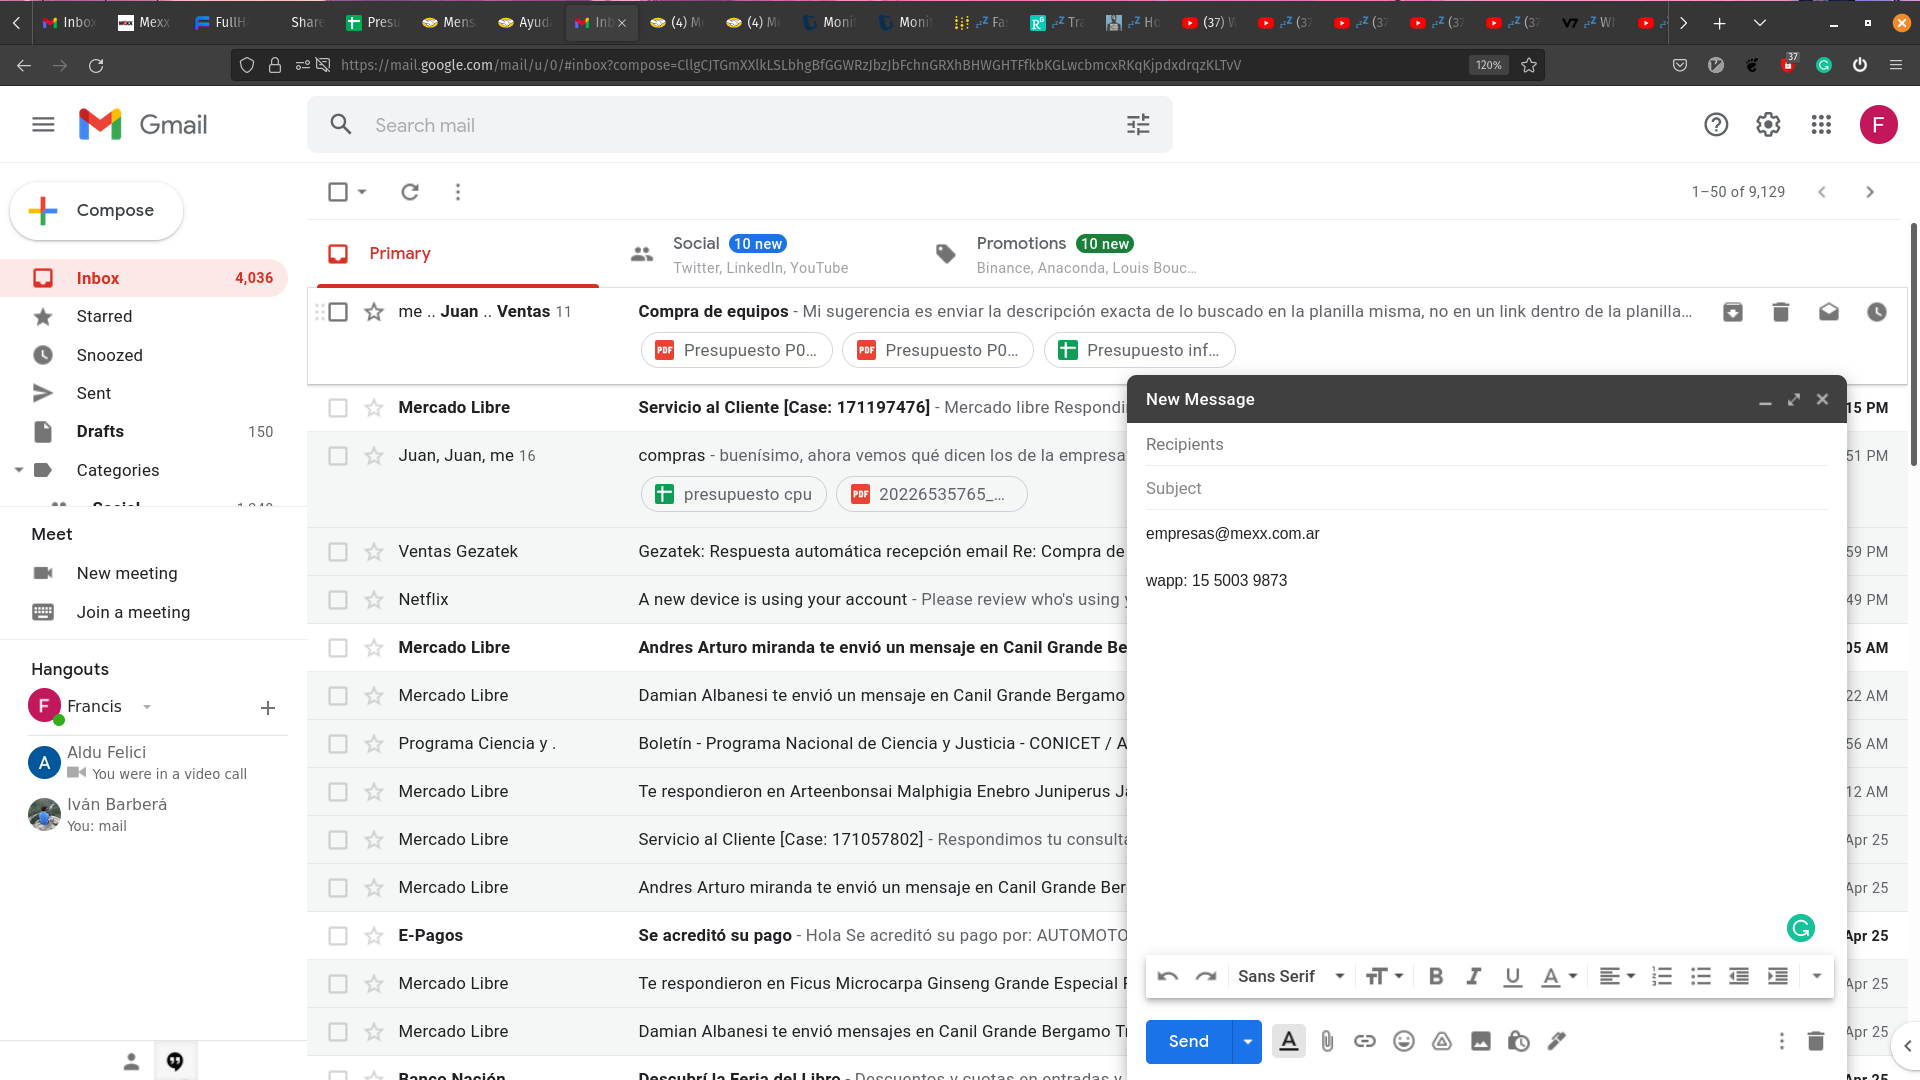 Inbox
Mexx
FullH
Share
Presu
Mens
Ayuda
Inb
(4) M
(4) M
Monit
Monit
Fa
Tra
Ho
(37) W
(37
(37
(37
(37
WI
https://mail.google.com/mail/u/0/#inbox?compose=CllgCJTGmXXlkLSLbhgBfGGWRzJbzJbFchnGRXhBHWGHTFfkbKGLwcbmcxRKqKjpdxdrqzKLTvV
120%
37
Gmail
Search mail
F
Compose
1–50 of 9,129
Primary
Social 10 new
Twitter, LinkedIn, YouTube
Promotions 10 new
Binance, Anaconda, Louis Bouc...
Inbox 4,036
Starred
Snoozed
Sent
Drafts 150
Categories
Social
Meet
New meeting
Join a meeting
Hangouts
F Francis
A Aldu Felici
You were in a video call
Iván Barberá
You: mail
me .. Juan .. Ventas 11 Compra de equipos - Mi sugerencia es enviar la descripción exacta de lo buscado en la planilla misma, no en un link dentro de la planilla...
PDF Presupuesto P0... PDF Presupuesto P0... Presupuesto inf...
Mercado Libre Servicio al Cliente [Case: 171197476] - Mercado libre Respondi 15 PM
Juan, Juan, me 16 compras - buenísimo, ahora vemos qué dicen los de la empresa 51 PM
presupuesto cpu PDF 20226535765_...
Ventas Gezatek Gezatek: Respuesta automática recepción email Re: Compra de 59 PM
Netflix A new device is using your account - Please review who's using y 49 PM
Mercado Libre Andres Arturo miranda te envió un mensaje en Canil Grande Be 05 AM
Mercado Libre Damian Albanesi te envió un mensaje en Canil Grande Bergamo 22 AM
Programa Ciencia y . Boletín - Programa Nacional de Ciencia y Justicia - CONICET / A 56 AM
Mercado Libre Te respondieron en Arteenbonsai Malphigia Enebro Juniperus Ja 12 AM
Mercado Libre Servicio al Cliente [Case: 171057802] - Respondimos tu consulta Apr 25
Mercado Libre Andres Arturo miranda te envió un mensaje en Canil Grande Ber Apr 25
E-Pagos Se acreditó su pago - Hola Se acreditó su pago por: AUTOMOTO Apr 25
Mercado Libre Te respondieron en Ficus Microcarpa Ginseng Grande Especial F Apr 25
Mercado Libre Damian Albanesi te envió mensajes en Canil Grande Bergamo Tr Apr 25
Banco Nación Descubrí la Feria del Libro - Descuentos y cuotas en entradas y Apr 25
New Message
Recipients
Subject
empresas@mexx.com.ar
wapp: 15 5003 9873
Sans Serif
Send